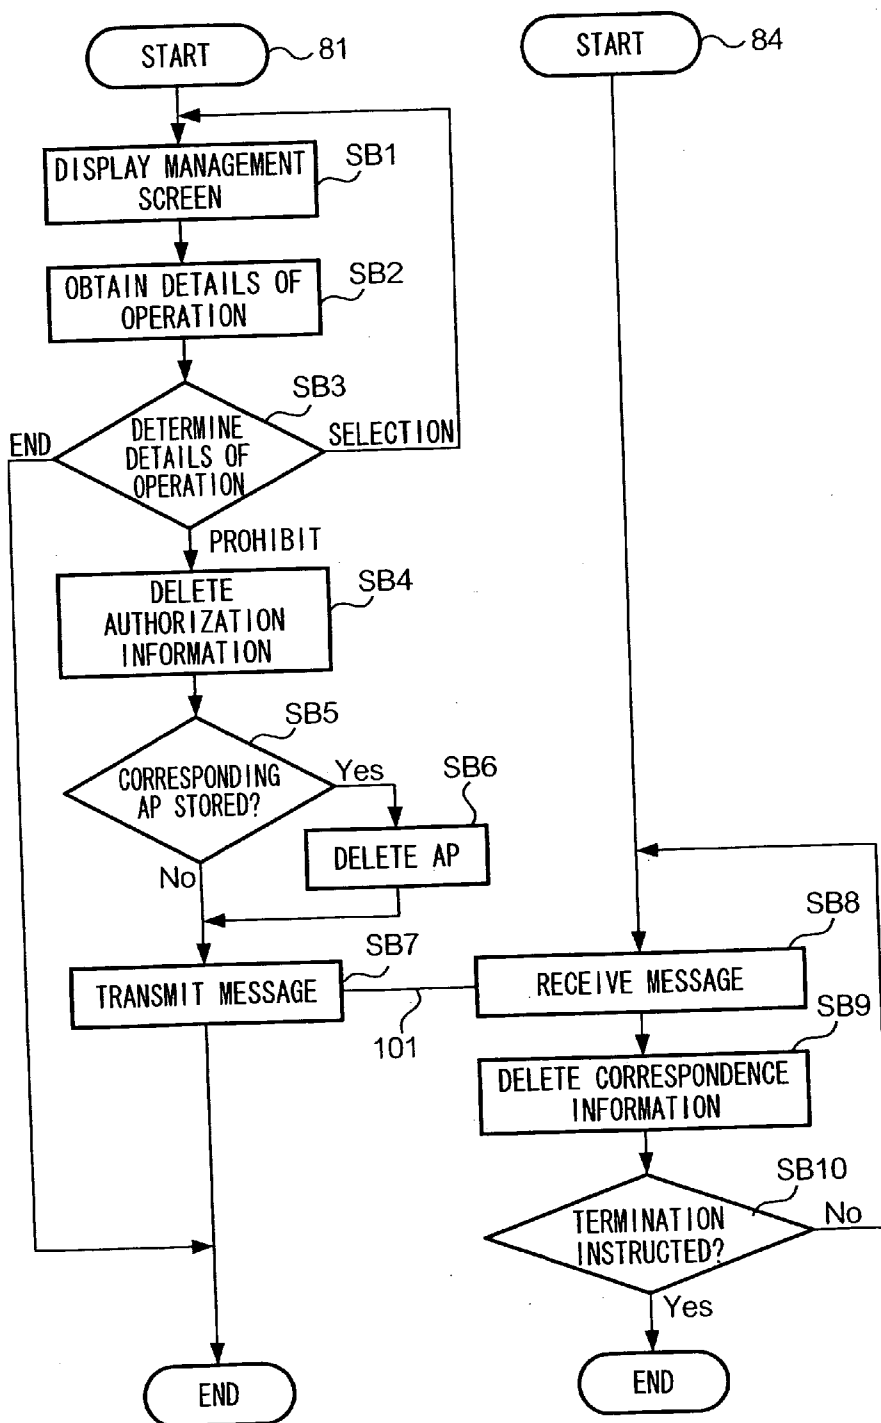 START
81
START
84
DISPLAY MANAGEMENT
SCREEN
SB1
OBTAIN DETAILS OF
OPERATION
SB2
SB3
DETERMINE
DETAILS OF
OPERATION
END
SELECTION
PROHIBIT
DELETE
AUTHORIZATION
INFORMATION
SB4
SB5
CORRESPONDING
AP STORED?
Yes
No
SB6
DELETE AP
SB7
TRANSMIT MESSAGE
101
SB8
RECEIVE MESSAGE
SB9
DELETE CORRESPONDENCE
INFORMATION
SB10
TERMINATION
INSTRUCTED?
No
Yes
END
END